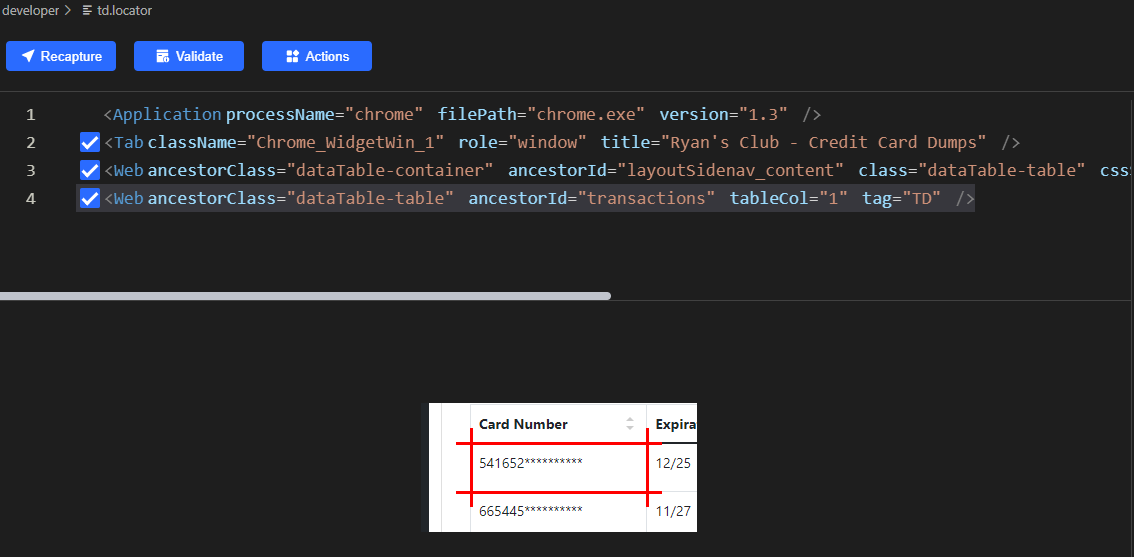 developer > td.locator
Recapture Validate Actions
1 <Application processName="chrome" filePath="chrome.exe" version="1.3" />
2 <Tab className="Chrome_WidgetWin_1" role="window" title="Ryan's Club - Credit Card Dumps" />
3 <Web ancestorClass="dataTable-container" ancestorId="layoutSidenav_content" class="dataTable-table" css
4 <Web ancestorClass="dataTable-table" ancestorId="transactions" tableCol="1" tag="TD" />
Card Number Expira
541652********** 12/25
665445********** 11/27